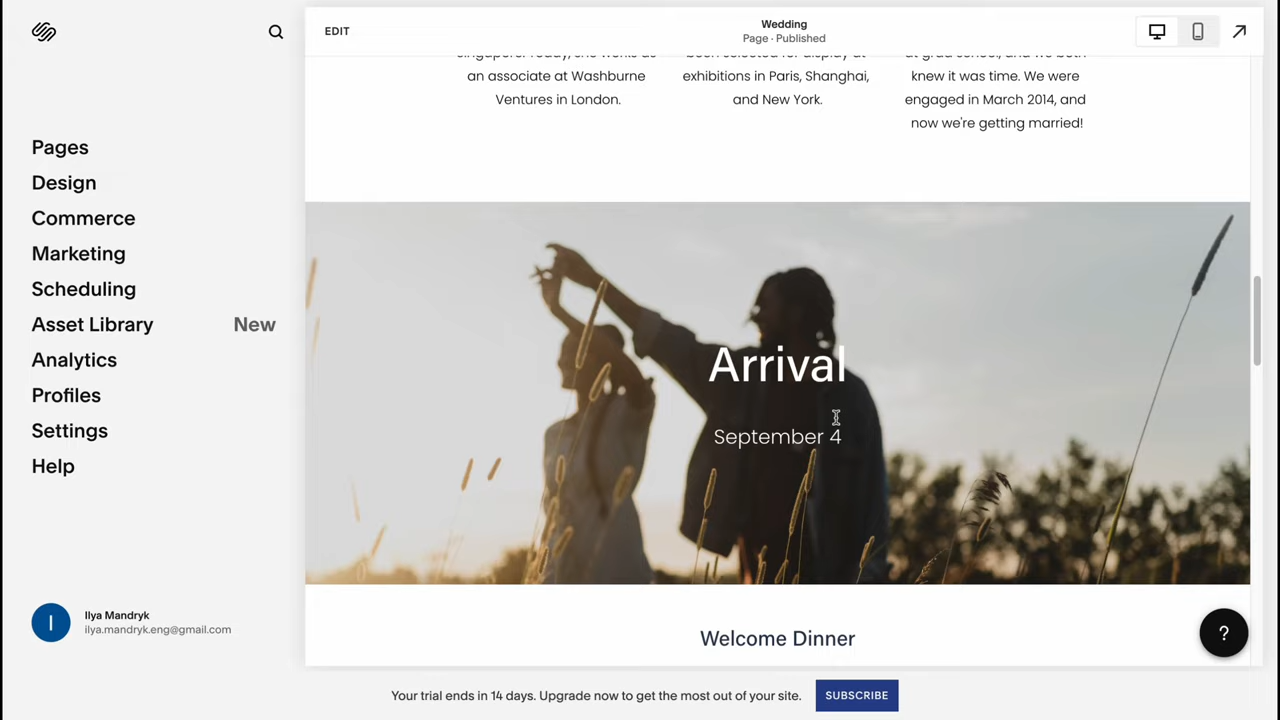 EDIT
Wedding
Page · Published
Pages
Design
Commerce
Marketing
Scheduling
Asset Library New
Analytics
Profiles
Settings
Help
I
Ilya Mandryk
ilya.mandryk.eng@gmail.com
an associate at Washburne
Ventures in London.
exhibitions in Paris, Shanghai,
and New York.
knew it was time. We were
engaged in March 2014, and
now we're getting married!
Arrival
September 4
Welcome Dinner
?
Your trial ends in 14 days. Upgrade now to get the most out of your site.
SUBSCRIBE